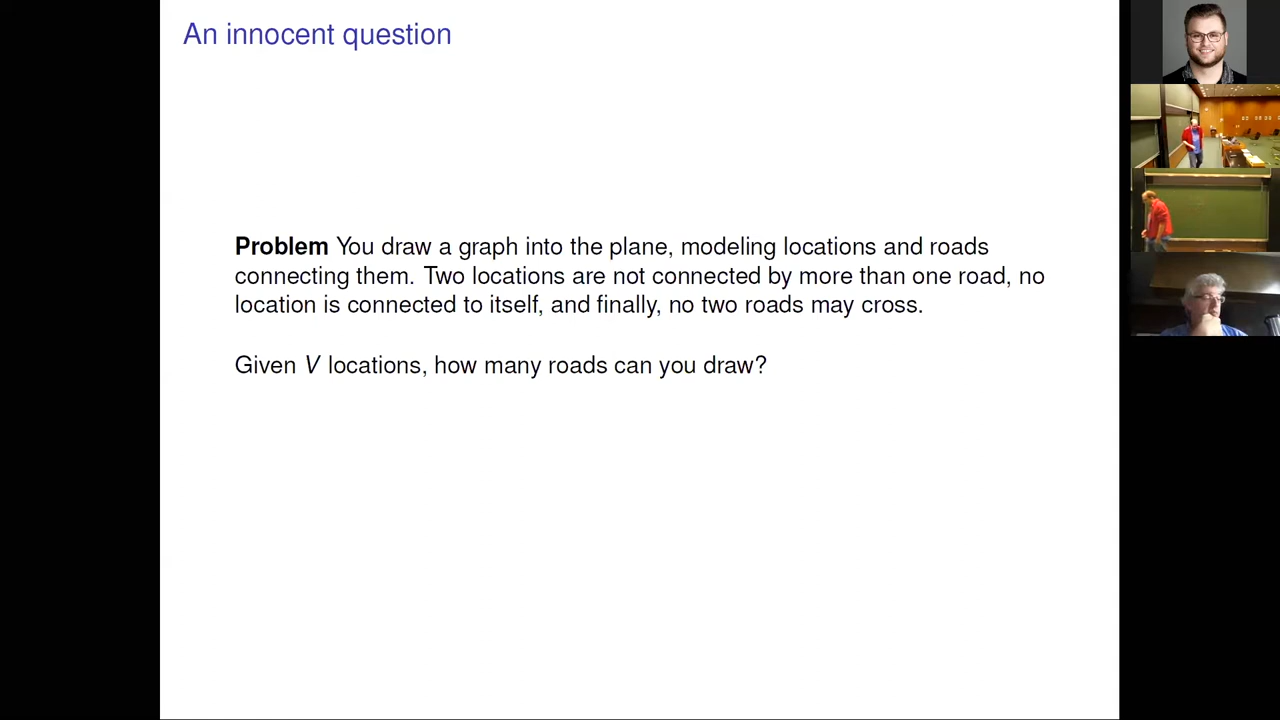 An innocent question
Problem You draw a graph into the plane, modeling locations and roads
connecting them. Two locations are not connected by more than one road, no
location is connected to itself, and finally, no two roads may cross.
Given V locations, how many roads can you draw?